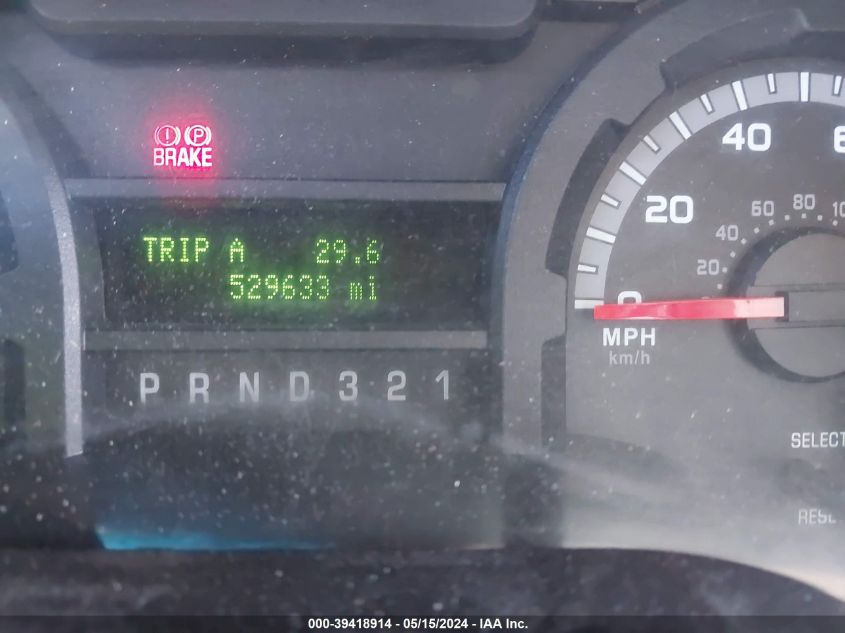 BRAKE
TRIP A 29.6
529633 mi
P R N D 3 2 1
0 20 40
20 40 60 80
MPH
km/h
SELECT
000-39418914 - 05/15/2024 - IAA Inc.